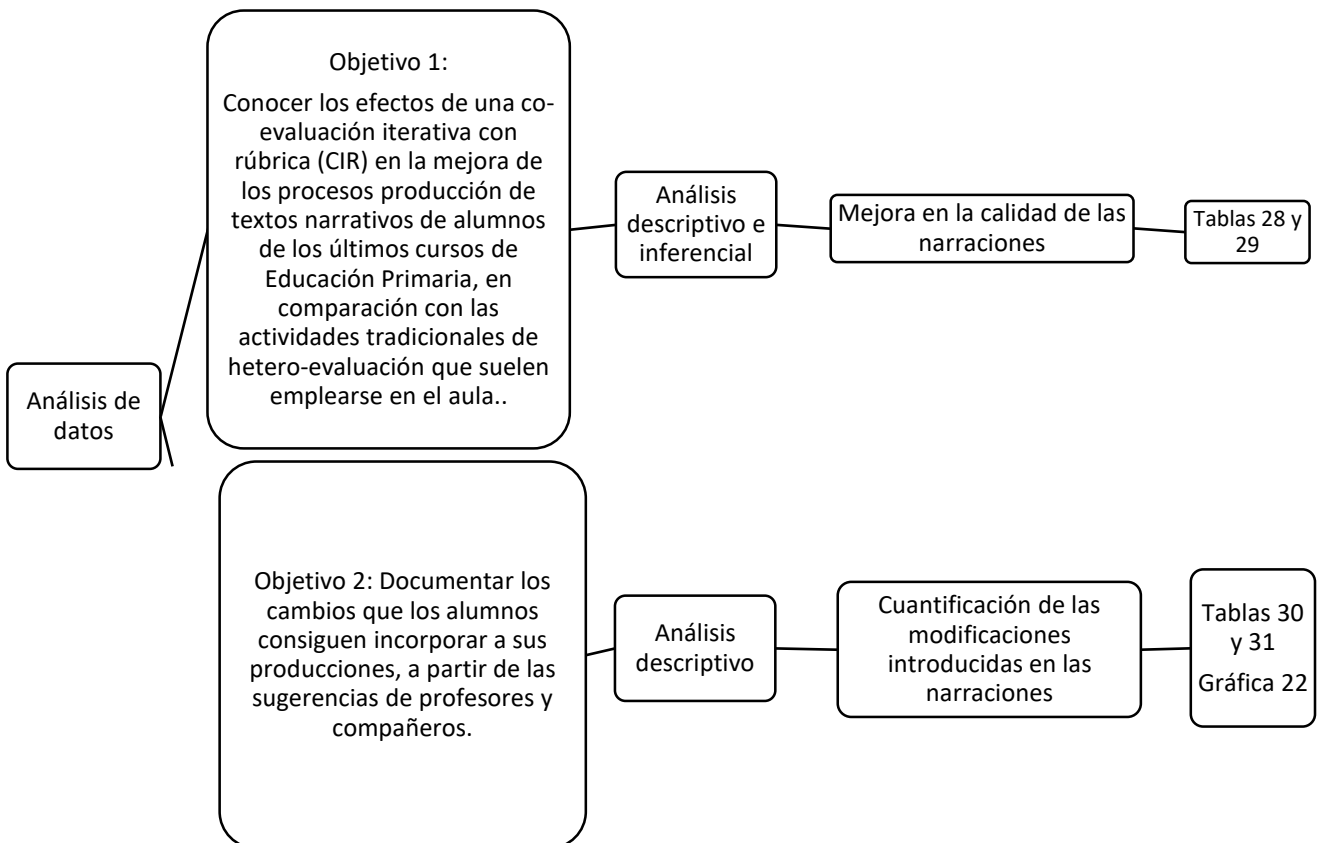 Análisis de
datos
Objetivo 1:
Conocer los efectos de una co-
evaluación iterativa con
rúbrica (CIR) en la mejora de
los procesos producción de
textos narrativos de alumnos
de los últimos cursos de
Educación Primaria, en
comparación con las
actividades tradicionales de
hetero-evaluación que suelen
emplearse en el aula..
Análisis
descriptivo e
inferencial
Mejora en la calidad de las
narraciones
Tablas 28 y
29
Objetivo 2: Documentar los
cambios que los alumnos
consiguen incorporar a sus
producciones, a partir de las
sugerencias de profesores y
compañeros.
Análisis
descriptivo
Cuantificación de las
modificaciones
introducidas en las
narraciones
Tablas 30
y 31
Gráfica 22